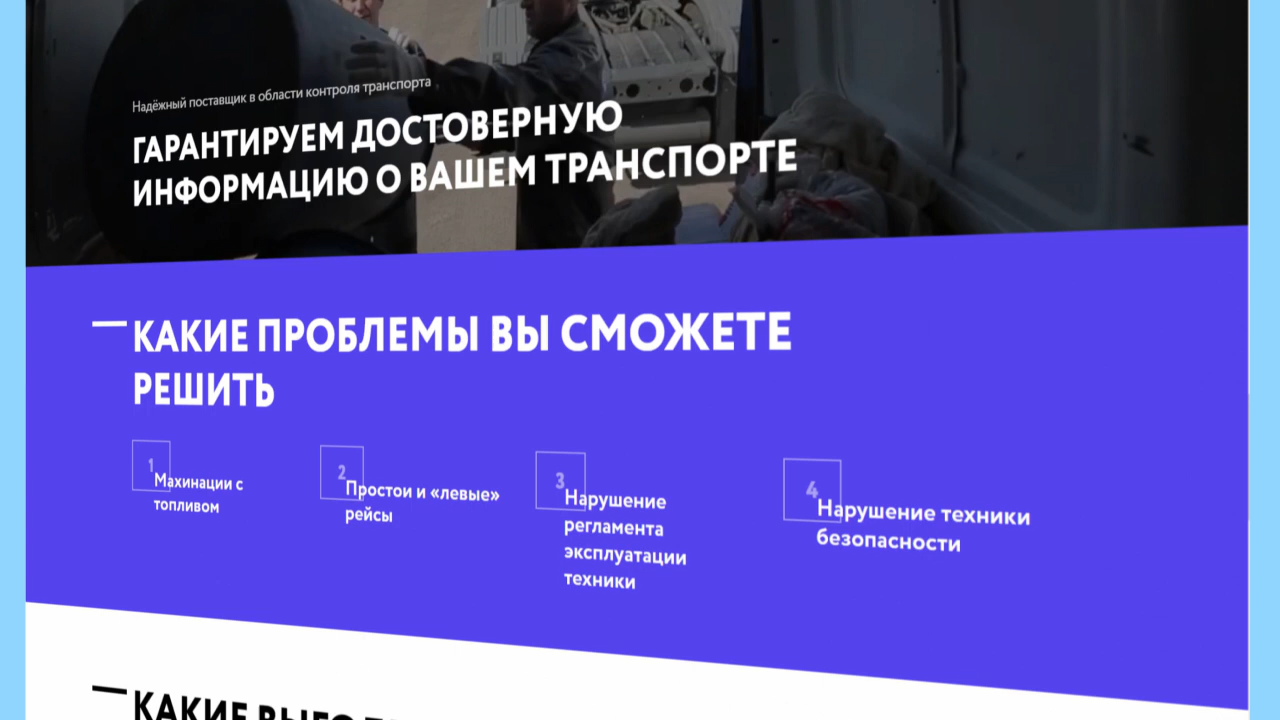 Надёжный поставщик в области контроля транспорта
ГАРАНТИРУЕМ ДОСТОВЕРНУЮ
ИНФОРМАЦИЮ О ВАШЕМ ТРАНСПОРТЕ
КАКИЕ ПРОБЛЕМЫ ВЫ СМОЖЕТЕ
РЕШИТЬ
1
Махинации с
топливом
2
Простои и «левые»
рейсы
3
Нарушение
регламента
эксплуатации
техники
4
Нарушение техники
безопасности
КАКИЕ